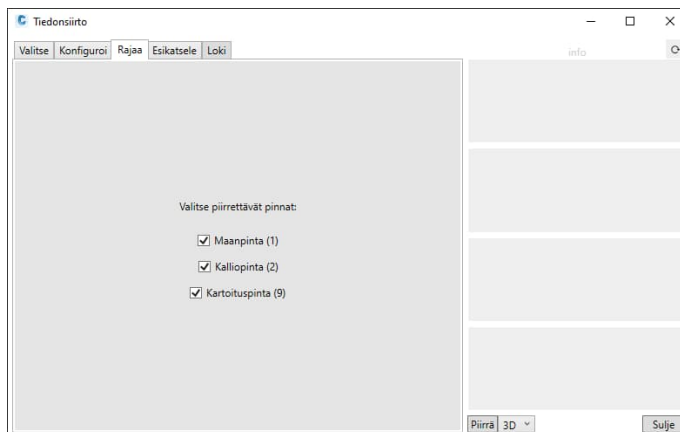 Tiedonsiirto
Valitse Konfiguroi Rajaa Esikatsele Loki
info
Valitse piirrettävät pinnat:
Maanpinta (1)
Kalliopinta (2)
Kartoituspinta (9)
Piirrä 3D Sulje